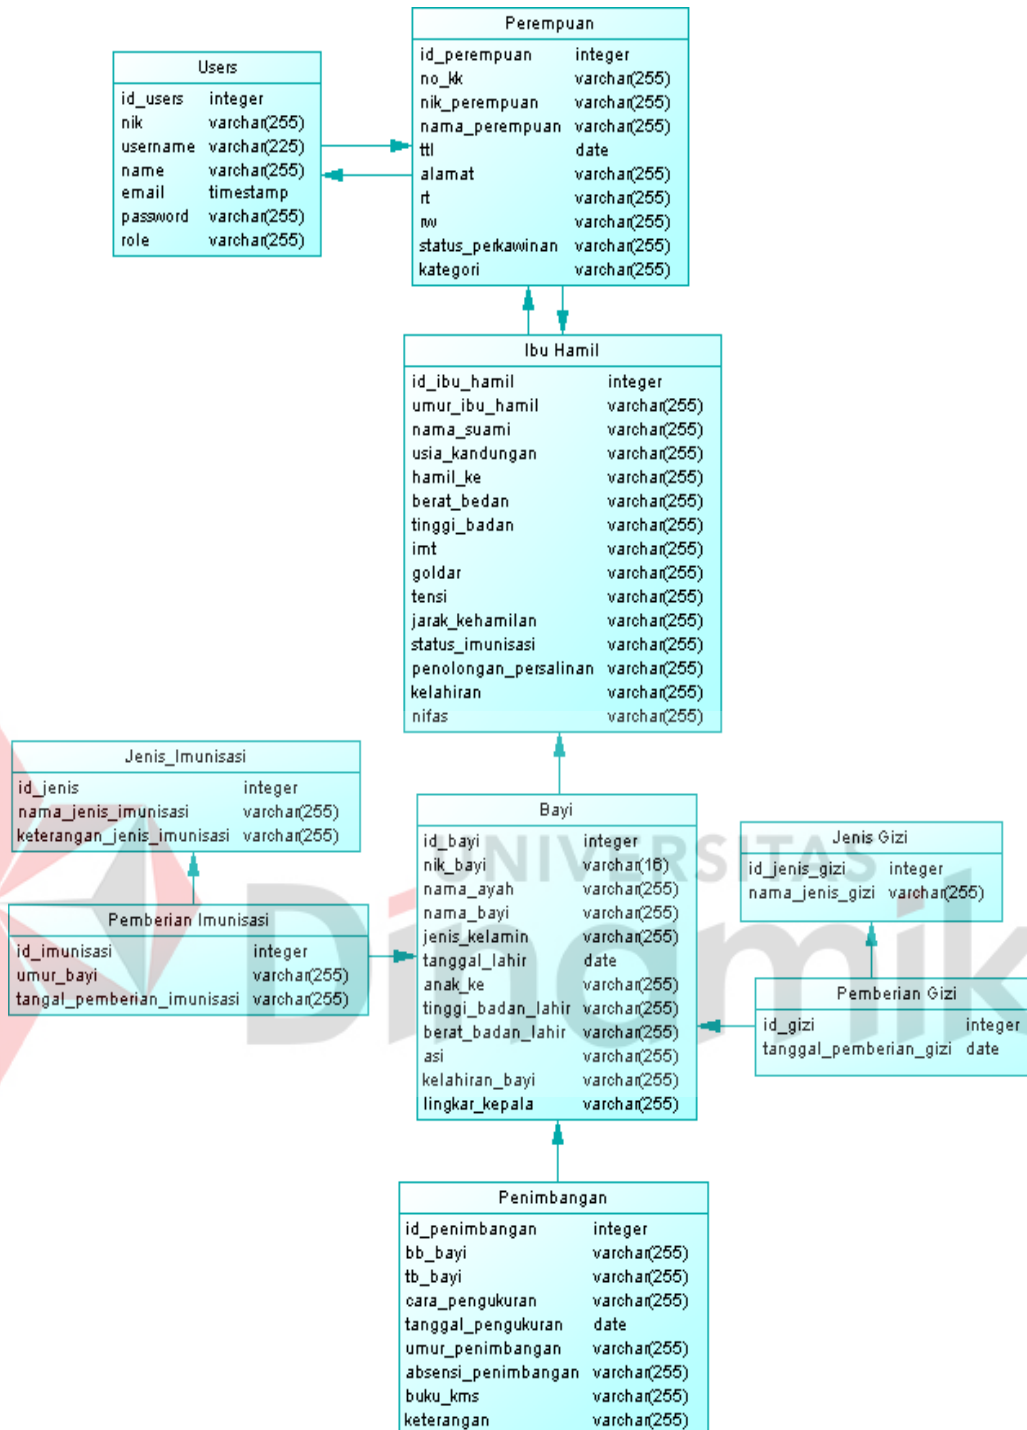 Perempuan
id_perempuan integer
no_kk varchar(255)
nik_perempuan varchar(255)
nama_perempuan varchar(255)
ttl date
alamat varchar(255)
rt varchar(255)
rw varchar(255)
status_perkawinan varchar(255)
kategori varchar(255)
Users
id_users integer
nik varchar(255)
username varchar(225)
name varchar(255)
email timestamp
password varchar(255)
role varchar(255)
Ibu Hamil
id_ibu_hamil integer
umur_ibu_hamil varchar(255)
nama_suami varchar(255)
usia_kandungan varchar(255)
hamil_ke varchar(255)
berat_bedan varchar(255)
tinggi_badan varchar(255)
imt varchar(255)
goldar varchar(255)
tensi varchar(255)
jarak_kehamilan varchar(255)
status_imunisasi varchar(255)
penolongan_persalinan varchar(255)
kelahiran varchar(255)
nifas varchar(255)
Jenis_Imunisasi
id_jenis integer
nama_jenis_imunisasi varchar(255)
keterangan_jenis_imunisasi varchar(255)
Pemberian Imunisasi
id_imunisasi integer
umur_bayi varchar(255)
tangal_pemberian_imunisasi varchar(255)
Bayi
id_bayi integer
nik_bayi varchar(16)
nama_ayah varchar(255)
nama_bayi varchar(255)
jenis_kelamin varchar(255)
tanggal_lahir date
anak_ke varchar(255)
tinggi_badan_lahir varchar(255)
berat_badan_lahir varchar(255)
asi varchar(255)
kelahiran_bayi varchar(255)
lingkar_kepala varchar(255)
Jenis Gizi
id_jenis_gizi integer
nama_jenis_gizi varchar(255)
Pemberian Gizi
id_gizi integer
tanggal_pemberian_gizi date
Penimbangan
id_penimbangan integer
bb_bayi varchar(255)
tb_bayi varchar(255)
cara_pengukuran varchar(255)
tanggal_pengukuran date
umur_penimbangan varchar(255)
absensi_penimbangan varchar(255)
buku_kms varchar(255)
keterangan varchar(255)
UNIVERSITAS
Dinamik